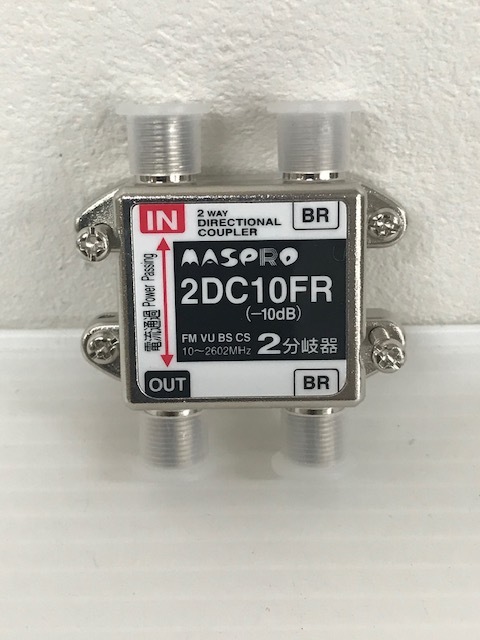 IN
2 WAY
DIRECTIONAL
COUPLER
BR
電流通過 Power Passing
MASPRO
2DC10FR
(−10dB)
FM VU BS CS
10〜2602MHz
2分岐器
OUT
BR